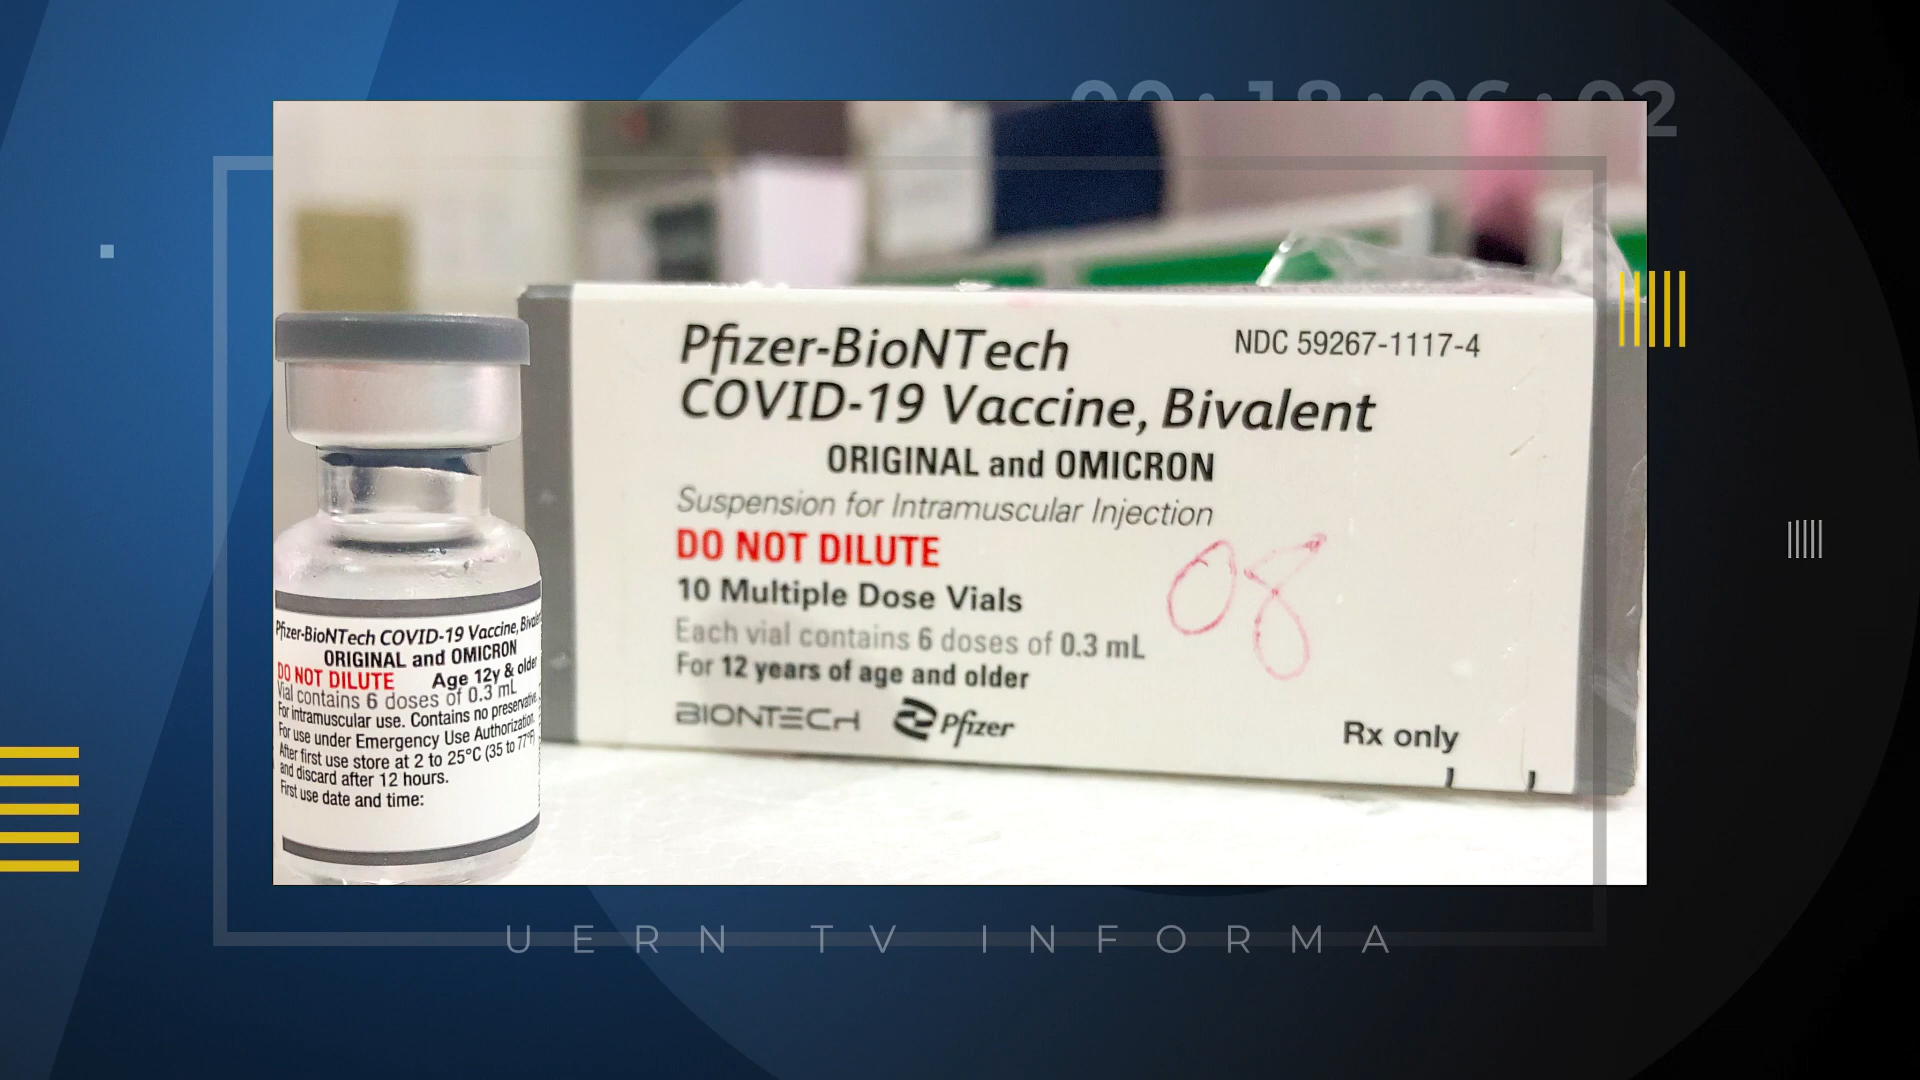 Pfizer-BioNTech
COVID-19 Vaccine, Bivalent
NDC 59267-1117-4
ORIGINAL and OMICRON
Suspension for Intramuscular Injection
DO NOT DILUTE
10 Multiple Dose Vials
Each vial contains 6 doses of 0.3 mL
For 12 years of age and older
BIONTECH Pfizer
Rx only
08
Pfizer-BioNTech COVID-19 Vaccine,
ORIGINAL and OMICRON
DO NOT DILUTE Age 12y & older
Vial contains 6 doses of 0.3 mL
For intramuscular use. Contains no preservative.
For use under Emergency Use Authorization.
After first use store at 2 to 25°C (35 to 77°F)
and discard after 12 hours.
First use date and time:
UERN TV INFORMA